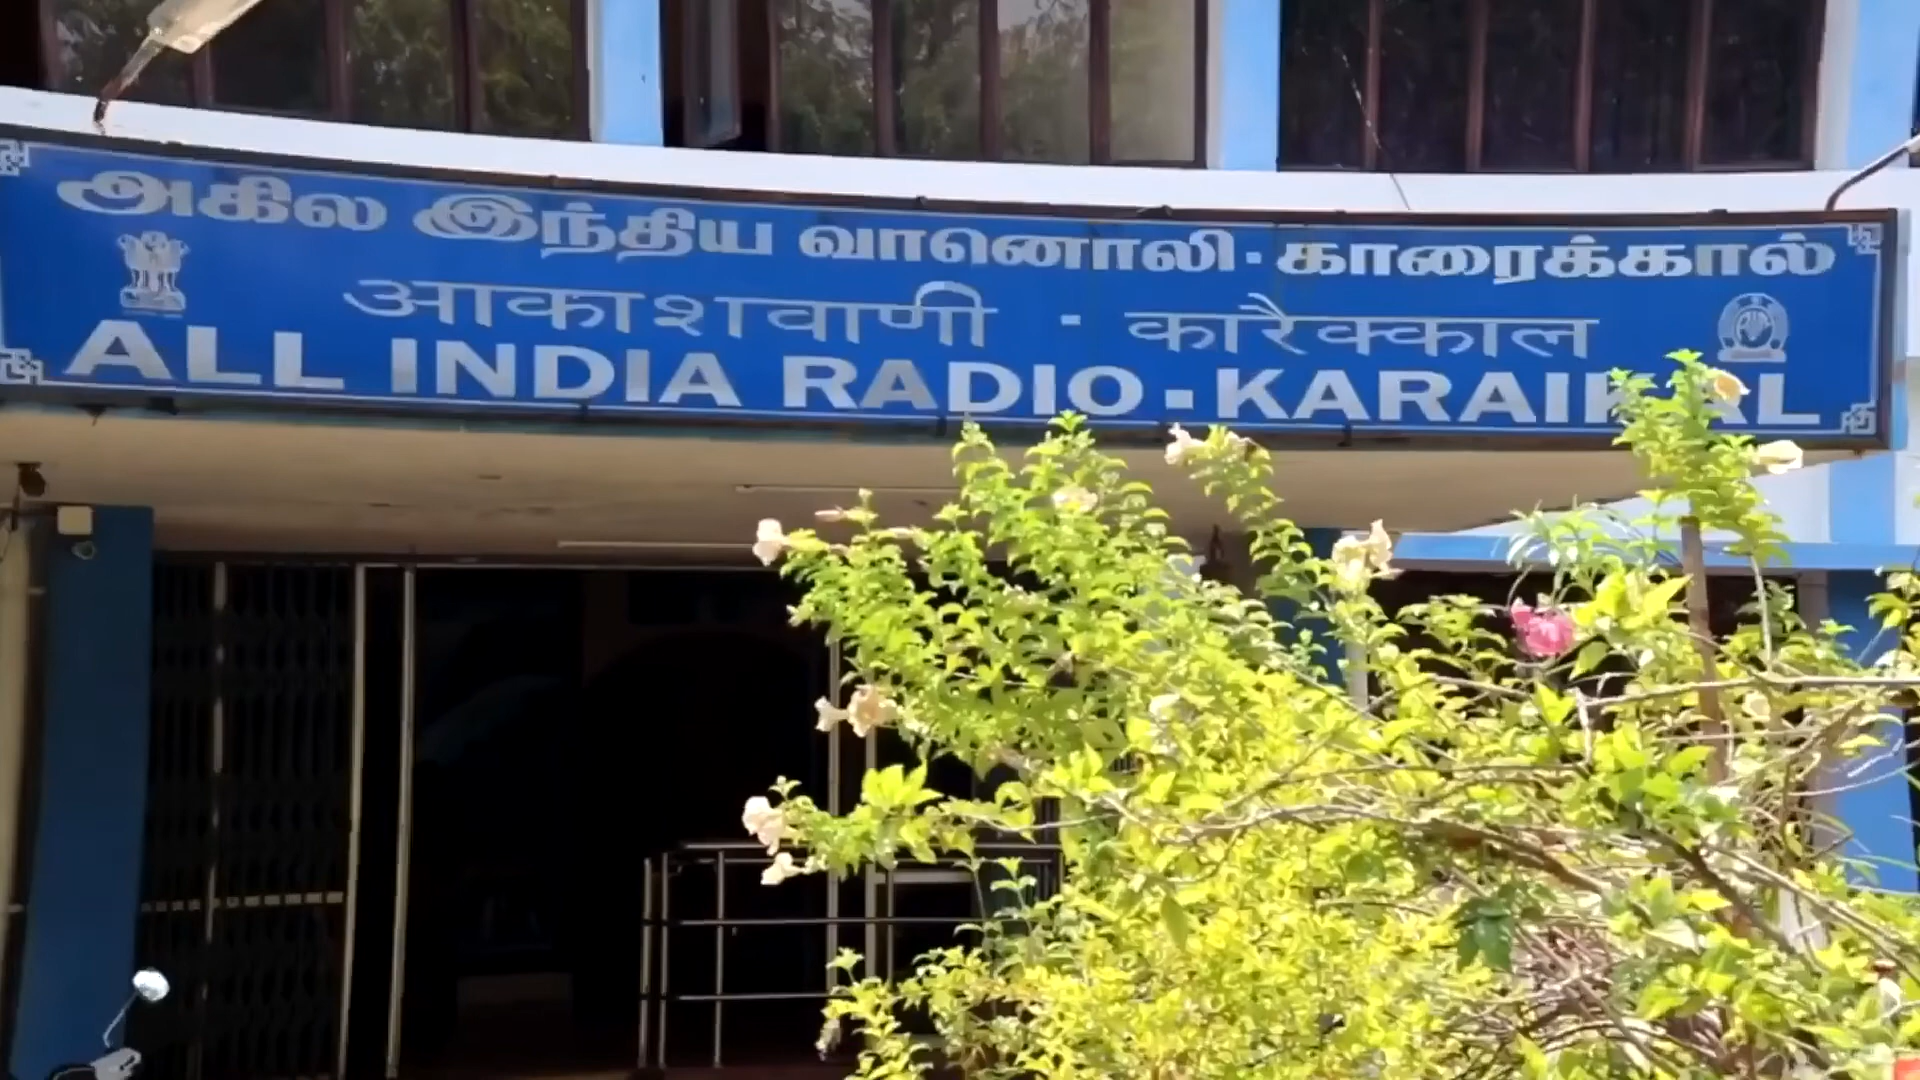 அகில இந்திய வானொலி · காரைக்கால்
आकाशवाणी - कारैक्काल
ALL INDIA RADIO - KARAIKAL